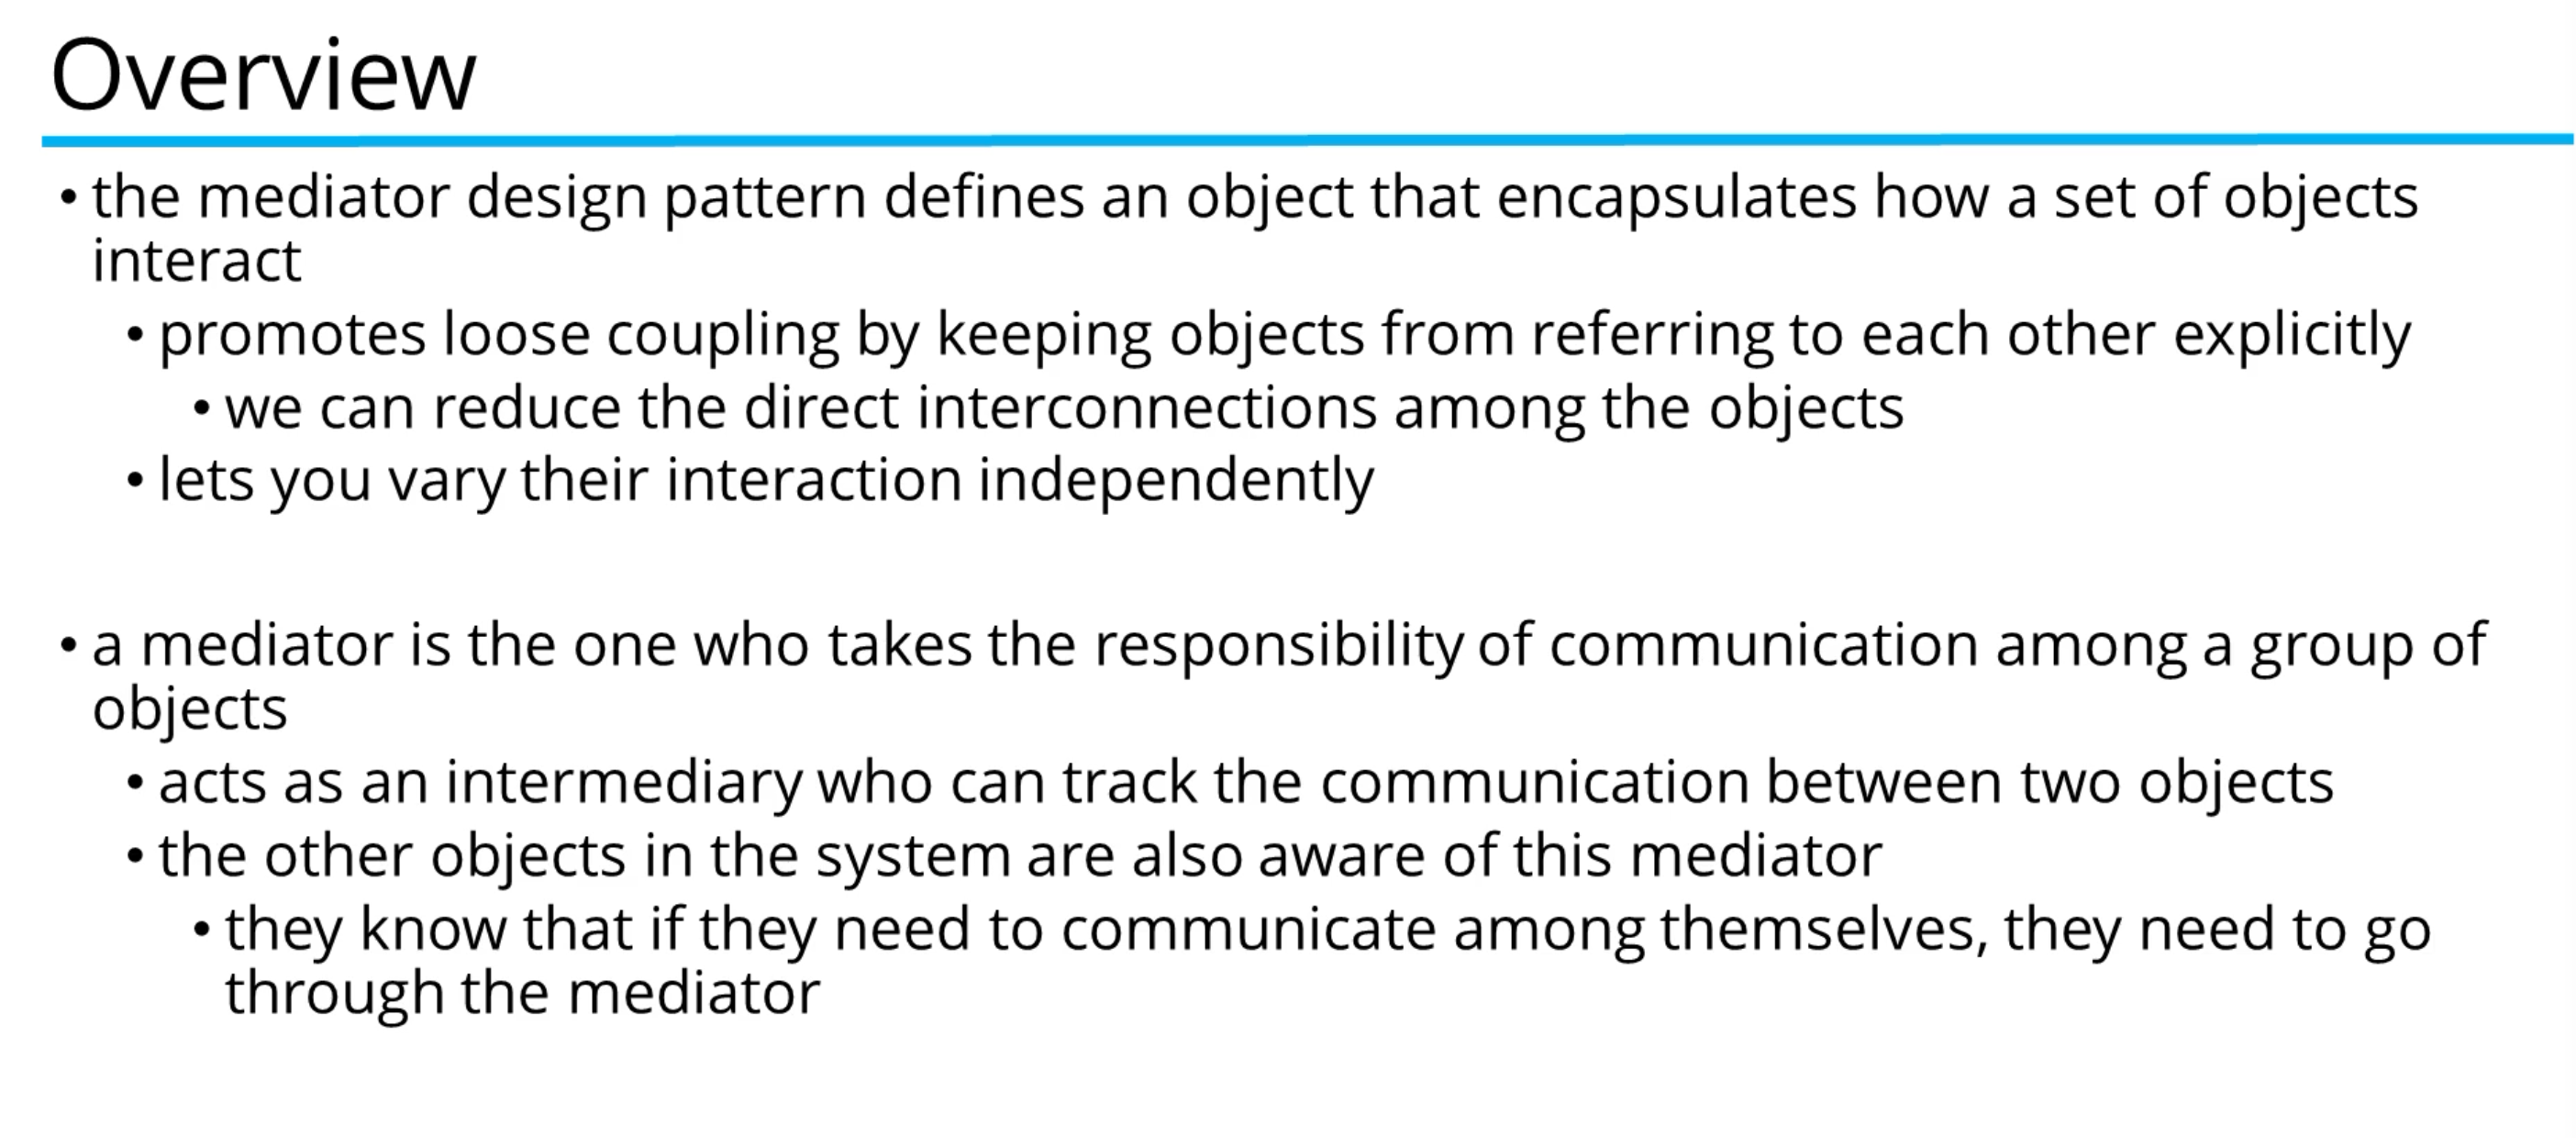 Overview
• the mediator design pattern defines an object that encapsulates how a set of objects
interact
• promotes loose coupling by keeping objects from referring to each other explicitly
• we can reduce the direct interconnections among the objects
• lets you vary their interaction independently
• a mediator is the one who takes the responsibility of communication among a group of
objects
• acts as an intermediary who can track the communication between two objects
• the other objects in the system are also aware of this mediator
• they know that if they need to communicate among themselves, they need to go
through the mediator